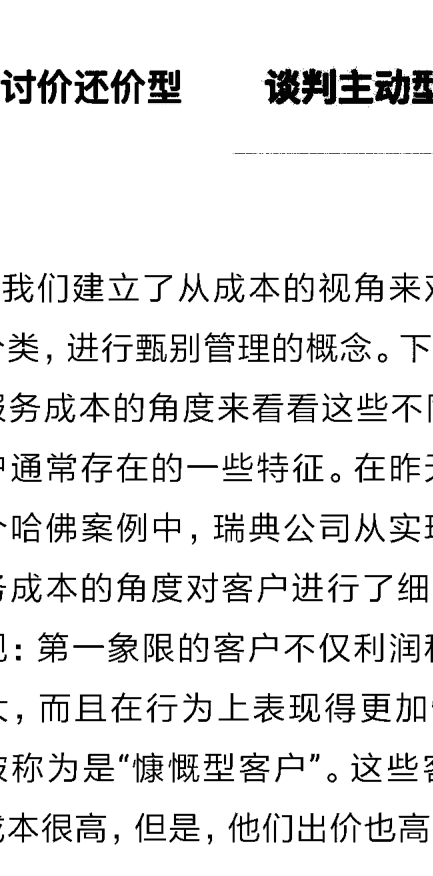 讨价还价型 谈判主动型
我们建立了从成本的视角来
类，进行甄别管理的概念。下
服务成本的角度来看看这些不同
户通常存在的一些特征。在昨天
个哈佛案例中，瑞典公司从实现
务成本的角度对客户进行了细
现：第一象限的客户不仅利润
大，而且在行为上表现得更加
被称为是“慷慨型客户”。这些客
成本很高，但是，他们出价也高